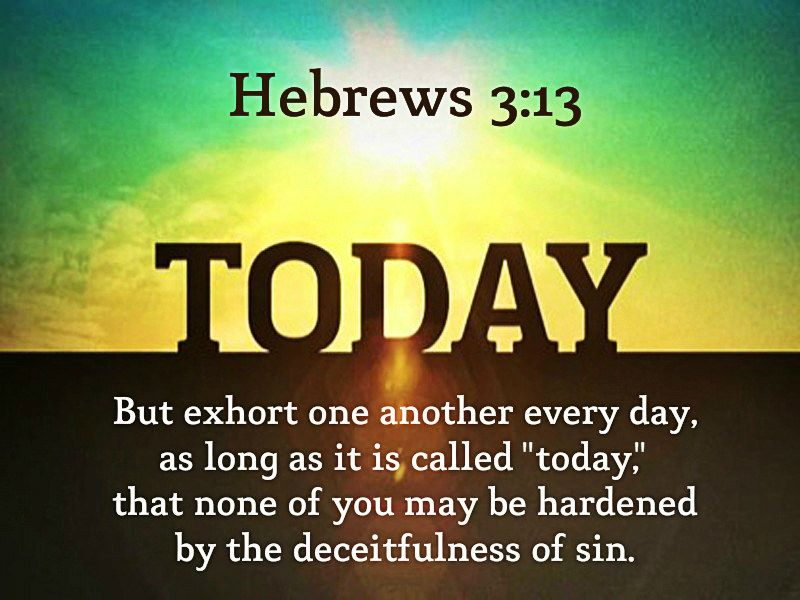 Hebrews 3:13
TODAY
But exhort one another every day,
as long as it is called "today,"
that none of you may be hardened
by the deceitfulness of sin.